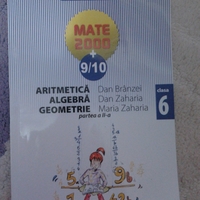 MATE
2000
+
9/10
ARITMETICĂ
ALGEBRĂ
GEOMETRIE
partea a II-a
Dan Brânzei
Dan Zaharia
Maria Zaharia
clasa
6